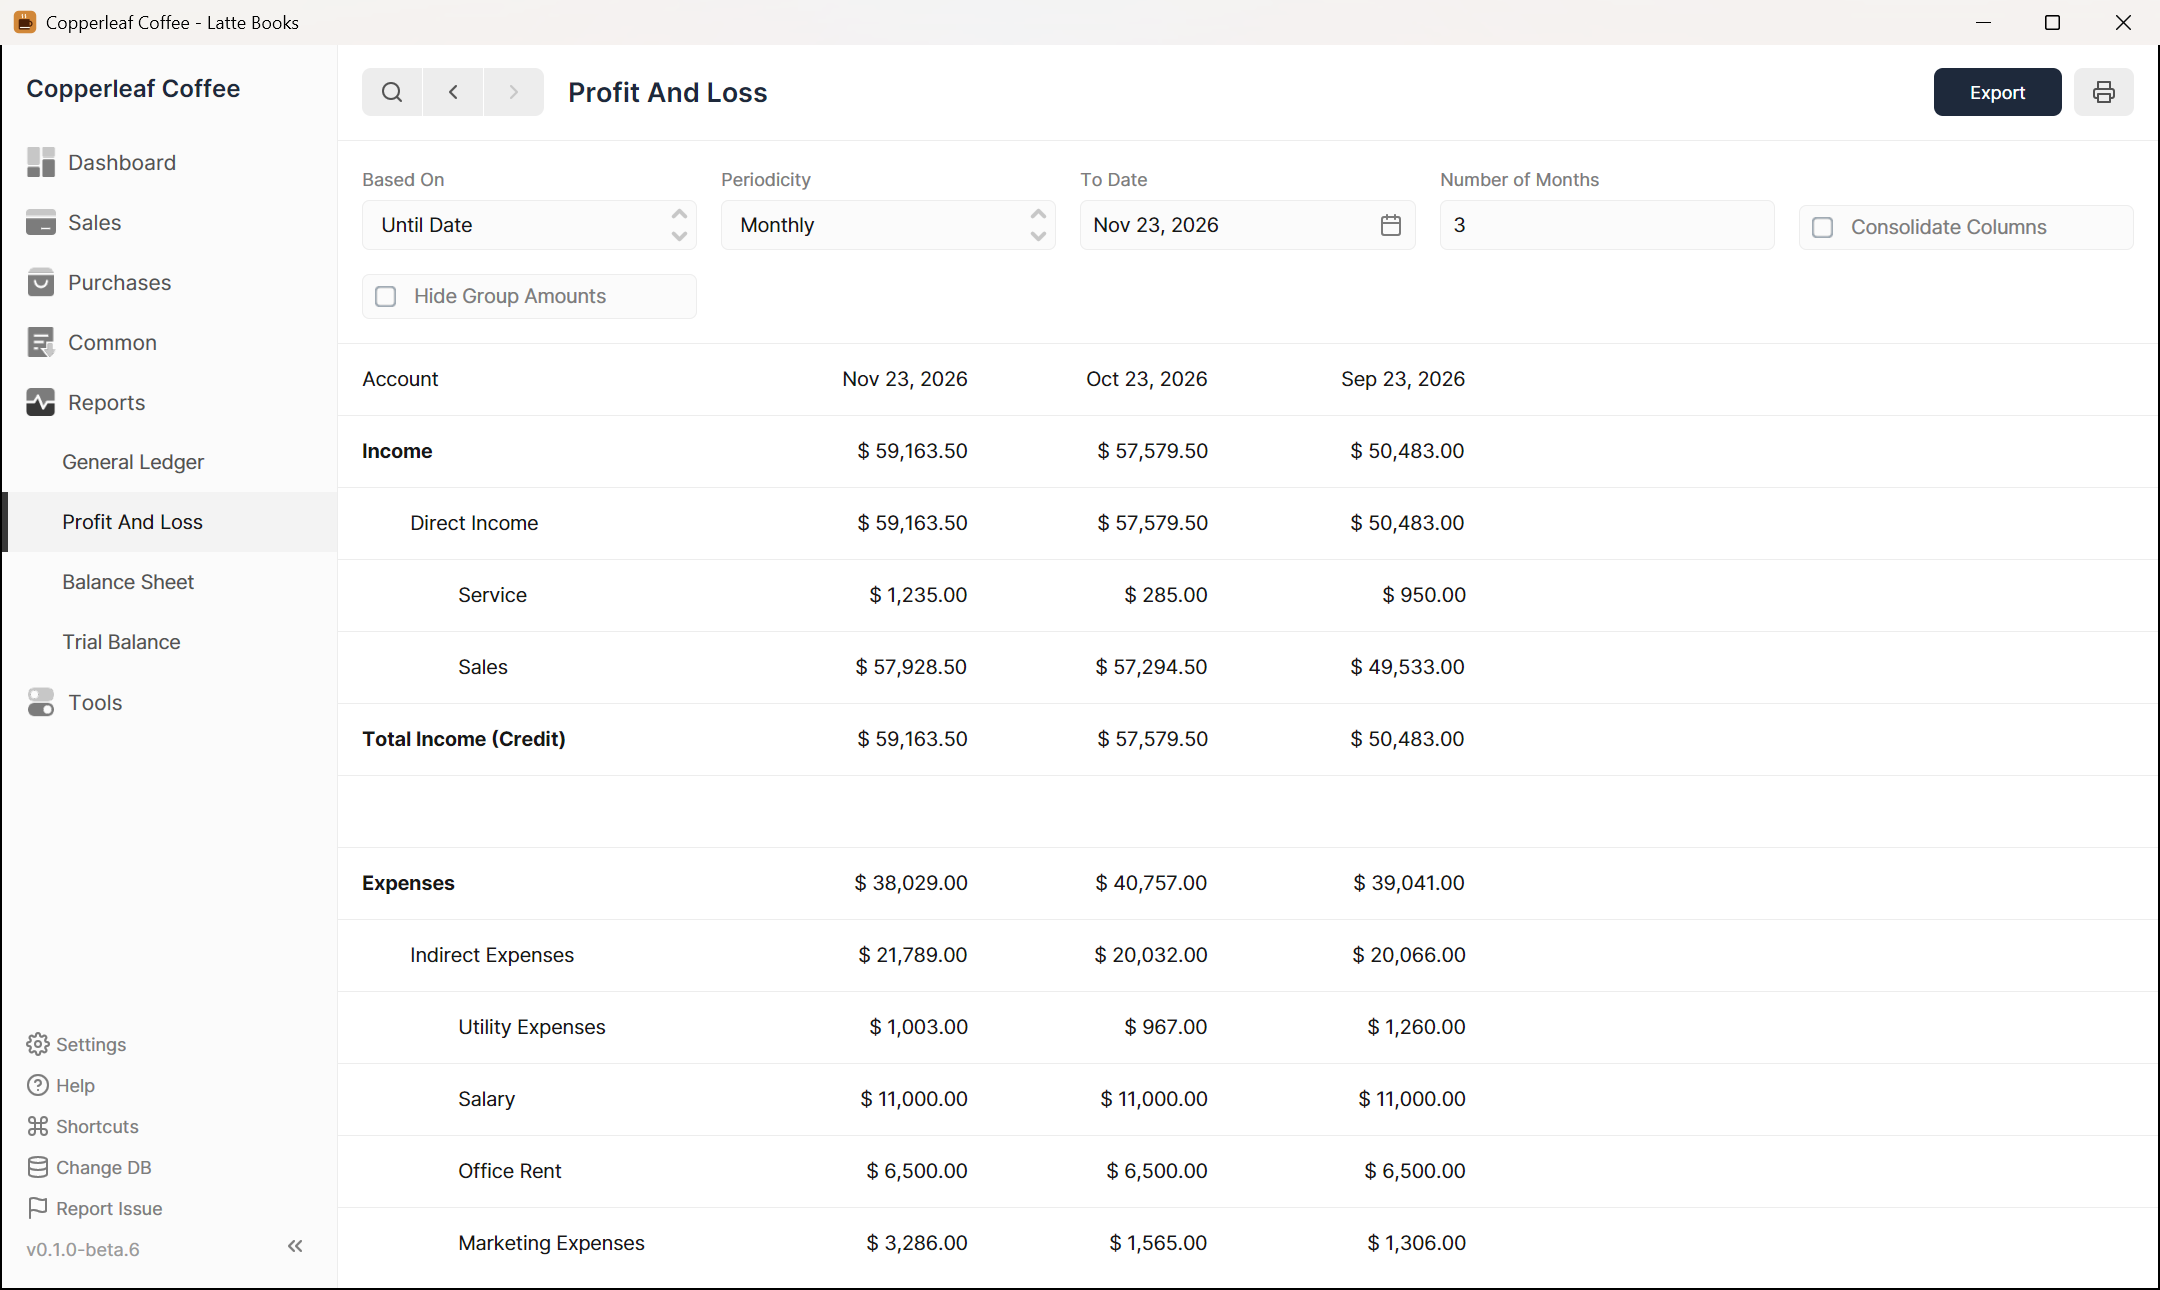 Copperleaf Coffee - Latte Books
Copperleaf Coffee
Dashboard
Sales
Purchases
Common
Reports
General Ledger
Profit And Loss
Balance Sheet
Trial Balance
Tools
Settings
Help
Shortcuts
Change DB
Report Issue
v0.1.0-beta.6
Profit And Loss
Export
Based On
Until Date
Periodicity
Monthly
To Date
Nov 23, 2026
Number of Months
3
Consolidate Columns
Hide Group Amounts
Account Nov 23, 2026 Oct 23, 2026 Sep 23, 2026
Income $ 59,163.50 $ 57,579.50 $ 50,483.00
Direct Income $ 59,163.50 $ 57,579.50 $ 50,483.00
Service $ 1,235.00 $ 285.00 $ 950.00
Sales $ 57,928.50 $ 57,294.50 $ 49,533.00
Total Income (Credit) $ 59,163.50 $ 57,579.50 $ 50,483.00
Expenses $ 38,029.00 $ 40,757.00 $ 39,041.00
Indirect Expenses $ 21,789.00 $ 20,032.00 $ 20,066.00
Utility Expenses $ 1,003.00 $ 967.00 $ 1,260.00
Salary $ 11,000.00 $ 11,000.00 $ 11,000.00
Office Rent $ 6,500.00 $ 6,500.00 $ 6,500.00
Marketing Expenses $ 3,286.00 $ 1,565.00 $ 1,306.00